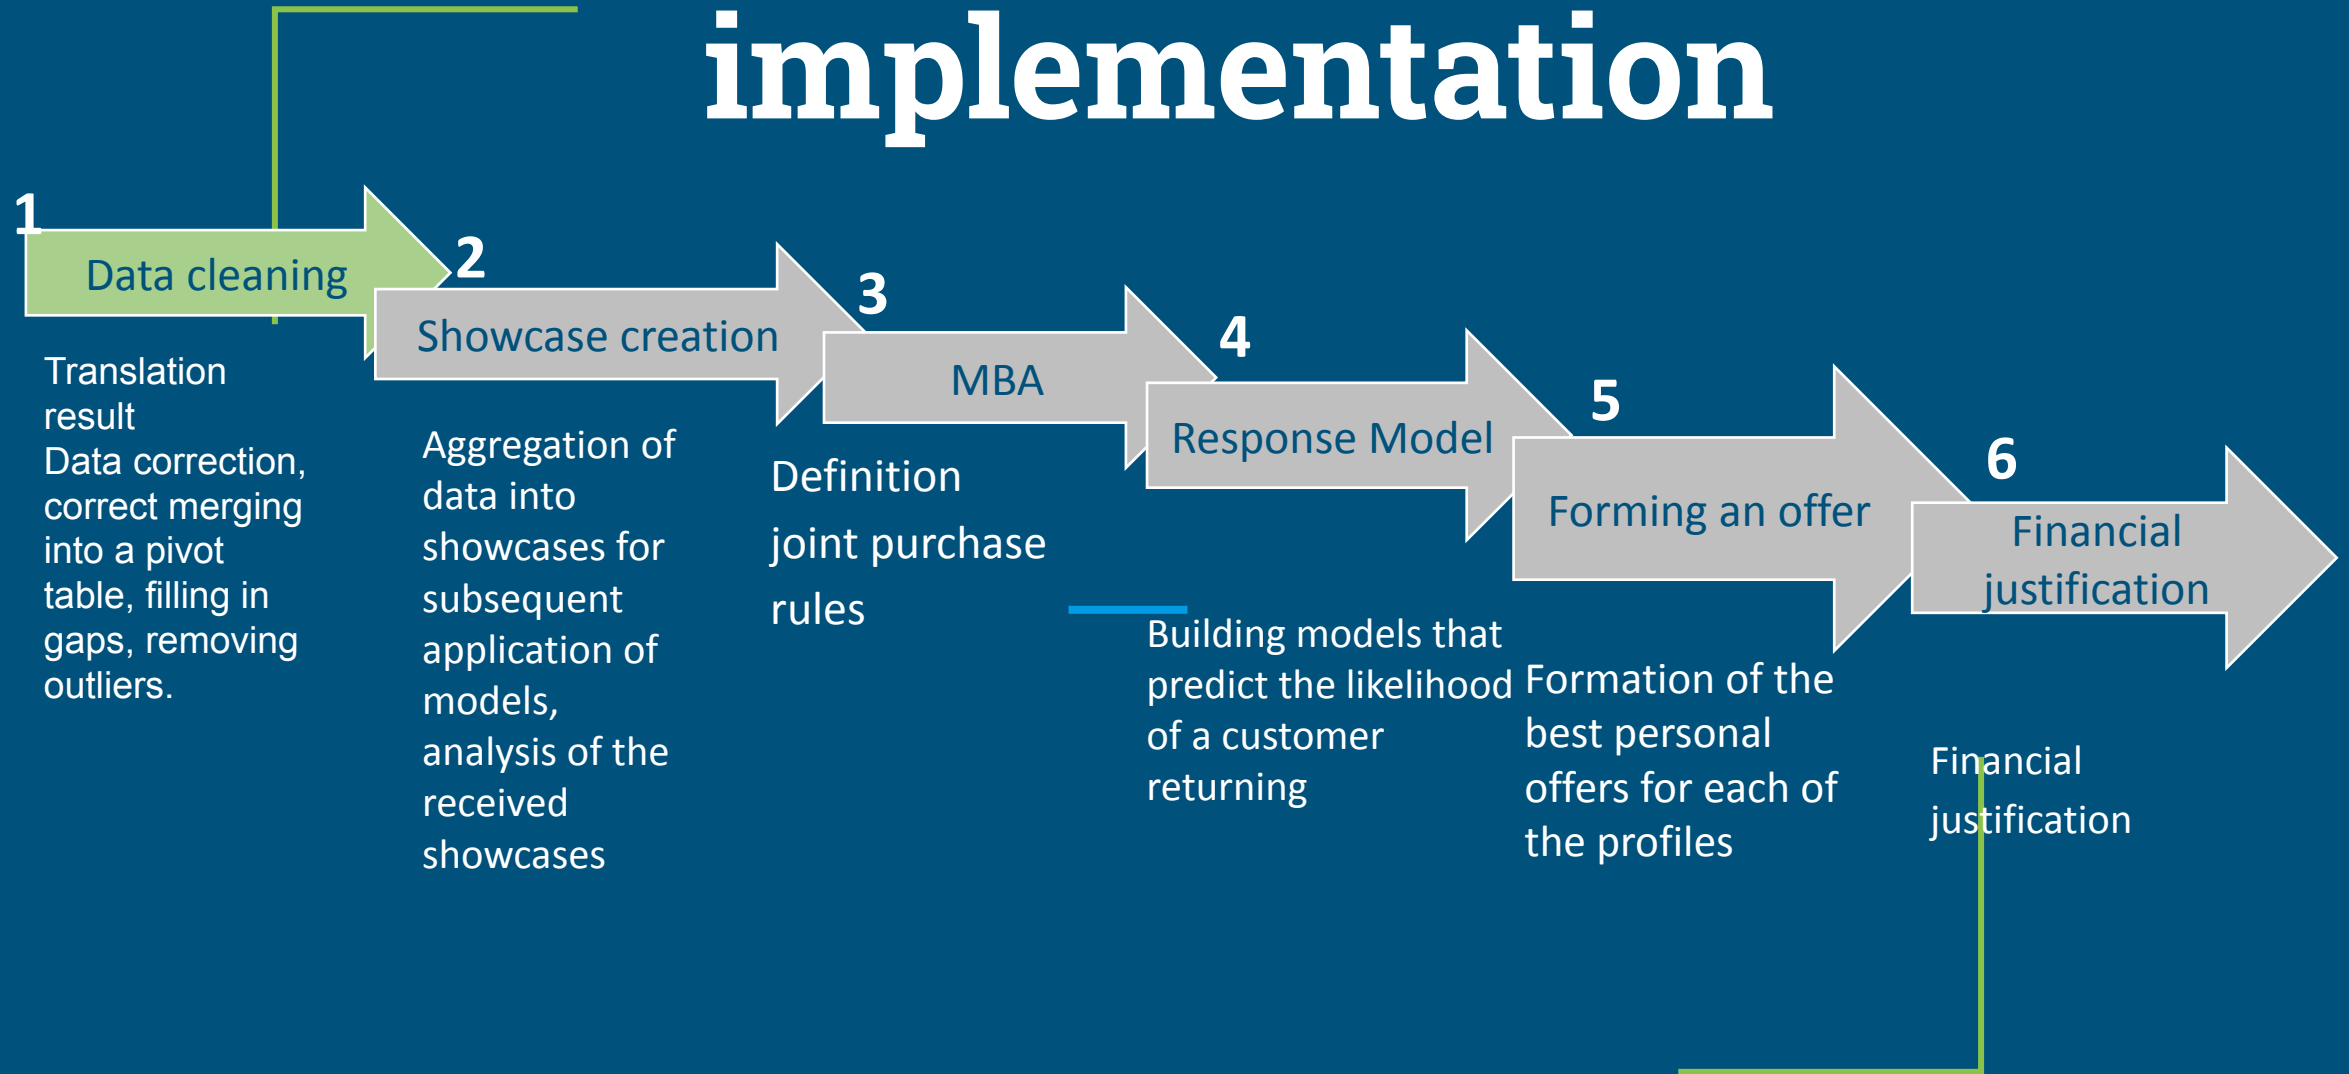 implementation
1
Data cleaning
Translation
result
Data correction,
correct merging
into a pivot
table, filling in
gaps, removing
outliers.
2
Showcase creation
Aggregation of
data into
showcases for
subsequent
application of
models,
analysis of the
received
showcases
3
MBA
Definition
joint purchase
rules
4
Response Model
Building models that
predict the likelihood
of a customer
returning
5
Forming an offer
Formation of the
best personal
offers for each of
the profiles
6
Financial
justification
Financial
justification